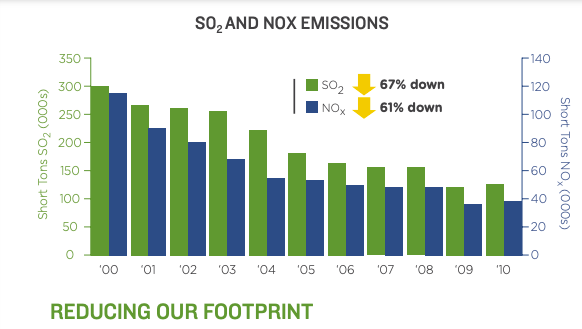 SO2 AND NOX EMISSIONS
Short Tons SO2 (000s)
350
300
250
200
150
100
50
0
SO2 67% down
NOx 61% down
140
120
100
80
60
40
20
0
Short Tons NOx (000s)
'00 '01 '02 '03 '04 '05 '06 '07 '08 '09 '10
REDUCING OUR FOOTPRINT